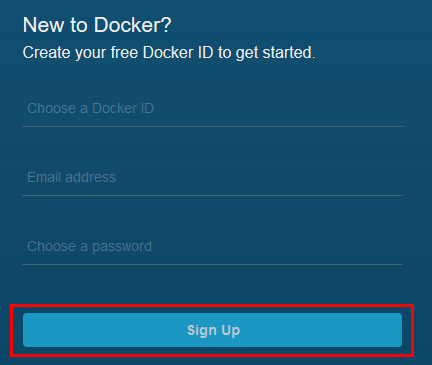 New to Docker?
Create your free Docker ID to get started.
Choose a Docker ID
Email address
Choose a password
Sign Up